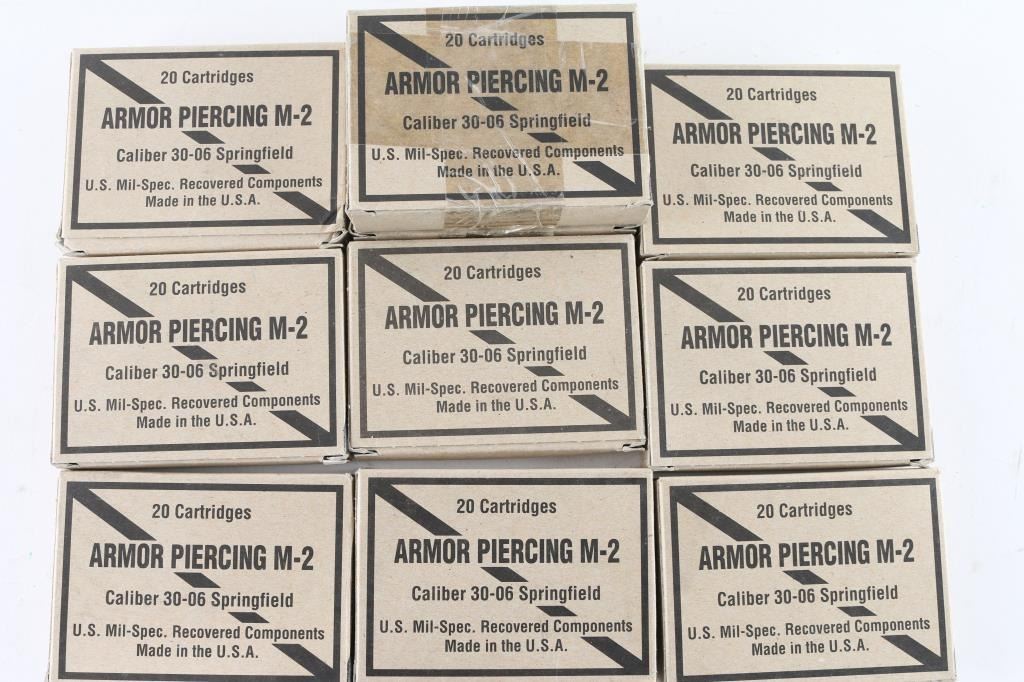 20 Cartridges
ARMOR PIERCING M-2
Caliber 30-06 Springfield
U.S. Mil-Spec. Recovered Components
Made in the U.S.A.
20 Cartridges
ARMOR PIERCING M-2
Caliber 30-06 Springfield
U.S. Mil-Spec. Recovered Components
Made in the U.S.A.
20 Cartridges
ARMOR PIERCING M-2
Caliber 30-06 Springfield
U.S. Mil-Spec. Recovered Components
Made in the U.S.A.
20 Cartridges
ARMOR PIERCING M-2
Caliber 30-06 Springfield
U.S. Mil-Spec. Recovered Components
Made in the U.S.A.
20 Cartridges
ARMOR PIERCING M-2
Caliber 30-06 Springfield
U.S. Mil-Spec. Recovered Components
Made in the U.S.A.
20 Cartridges
ARMOR PIERCING M-2
Caliber 30-06 Springfield
U.S. Mil-Spec. Recovered Components
Made in the U.S.A.
20 Cartridges
ARMOR PIERCING M-2
Caliber 30-06 Springfield
U.S. Mil-Spec. Recovered Components
Made in the U.S.A.
20 Cartridges
ARMOR PIERCING M-2
Caliber 30-06 Springfield
U.S. Mil-Spec. Recovered Components
Made in the U.S.A.
20 Cartridges
ARMOR PIERCING M-2
Caliber 30-06 Springfield
U.S. Mil-Spec. Recovered Components
Made in the U.S.A.